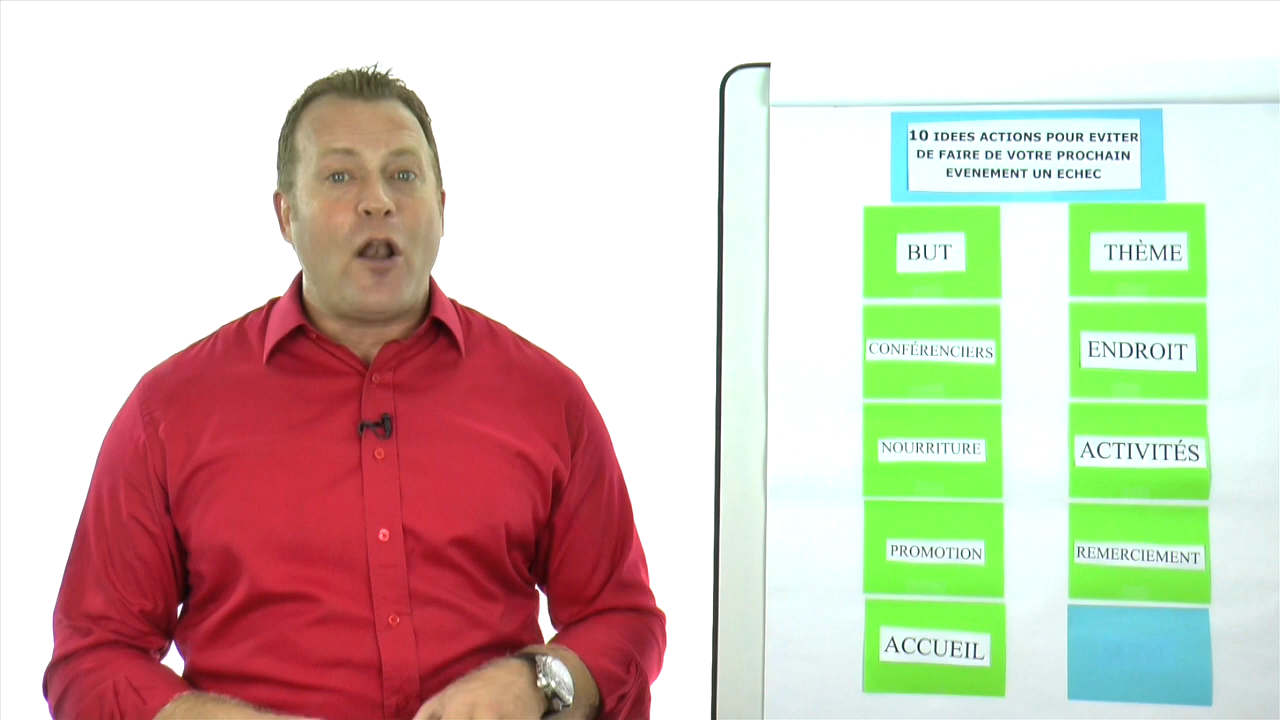 10 IDEES ACTIONS POUR EVITER
DE FAIRE DE VOTRE PROCHAIN
EVENEMENT UN ECHEC
BUT
THÈME
CONFÉRENCIERS
ENDROIT
NOURRITURE
ACTIVITÉS
PROMOTION
REMERCIEMENT
ACCUEIL